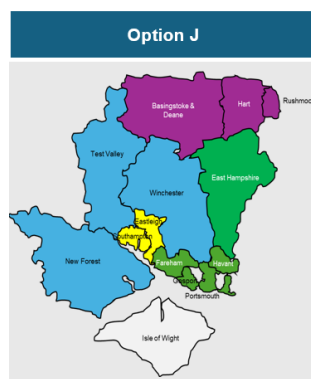 Option J
Basingstoke &
Deane
Hart
Rushmoo
Test Valley
East Hampshire
Winchester
Eastleigh
Southampton
New Forest
Fareham
Havant
Gosport
Portsmouth
Isle of Wight